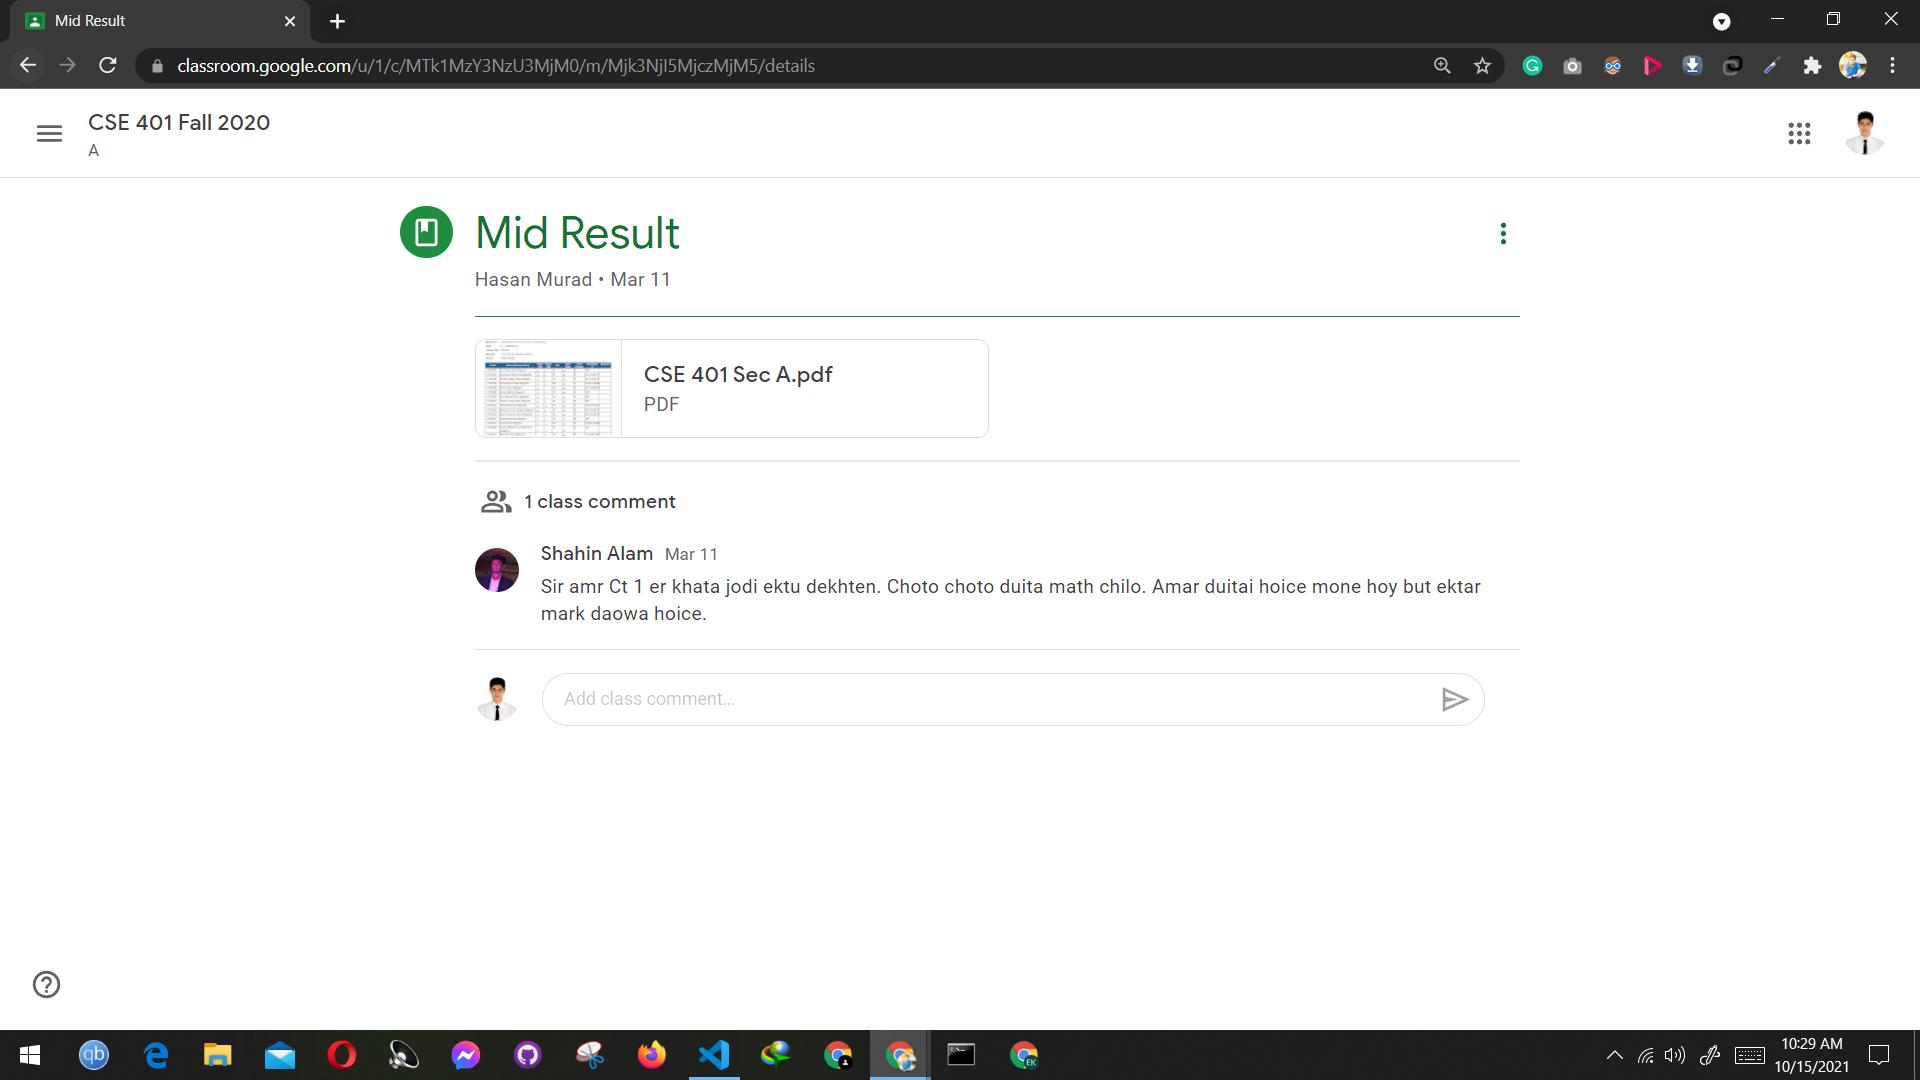 Mid Result
classroom.google.com/u/1/c/MTk1MzY3NzU3MjM0/m/Mjk3NjI5MjczMjM5/details
CSE 401 Fall 2020
A
Mid Result
Hasan Murad • Mar 11
CSE 401 Sec A.pdf
PDF
1 class comment
Shahin Alam Mar 11
Sir amr Ct 1 er khata jodi ektu dekhten. Choto choto duita math chilo. Amar duitai hoice mone hoy but ektar
mark daowa hoice.
Add class comment...
qb
EK
10:29 AM
10/15/2021